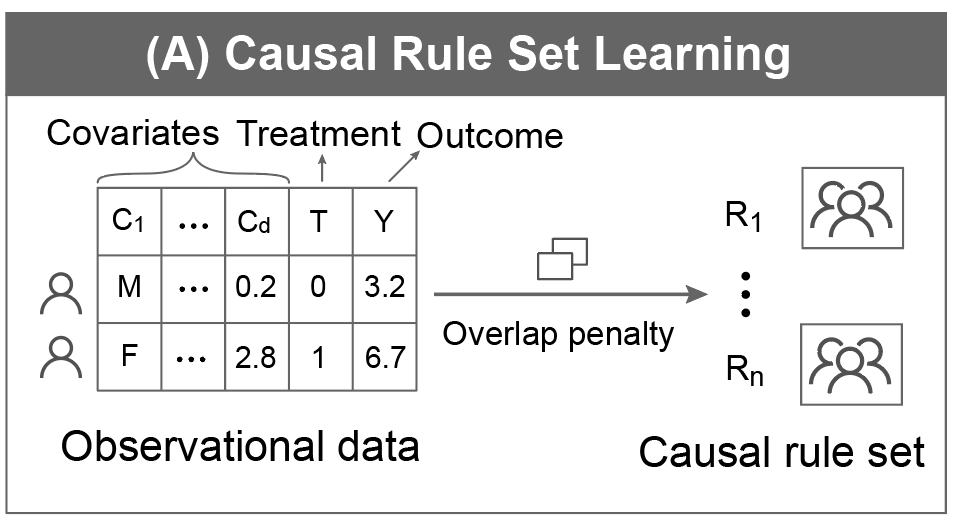 (A) Causal Rule Set Learning
Covariates Treatment Outcome
C1 ... Cd T Y
M ... 0.2 0 3.2
F ... 2.8 1 6.7
Observational data
Overlap penalty
R1
⋮
Rn
Causal rule set